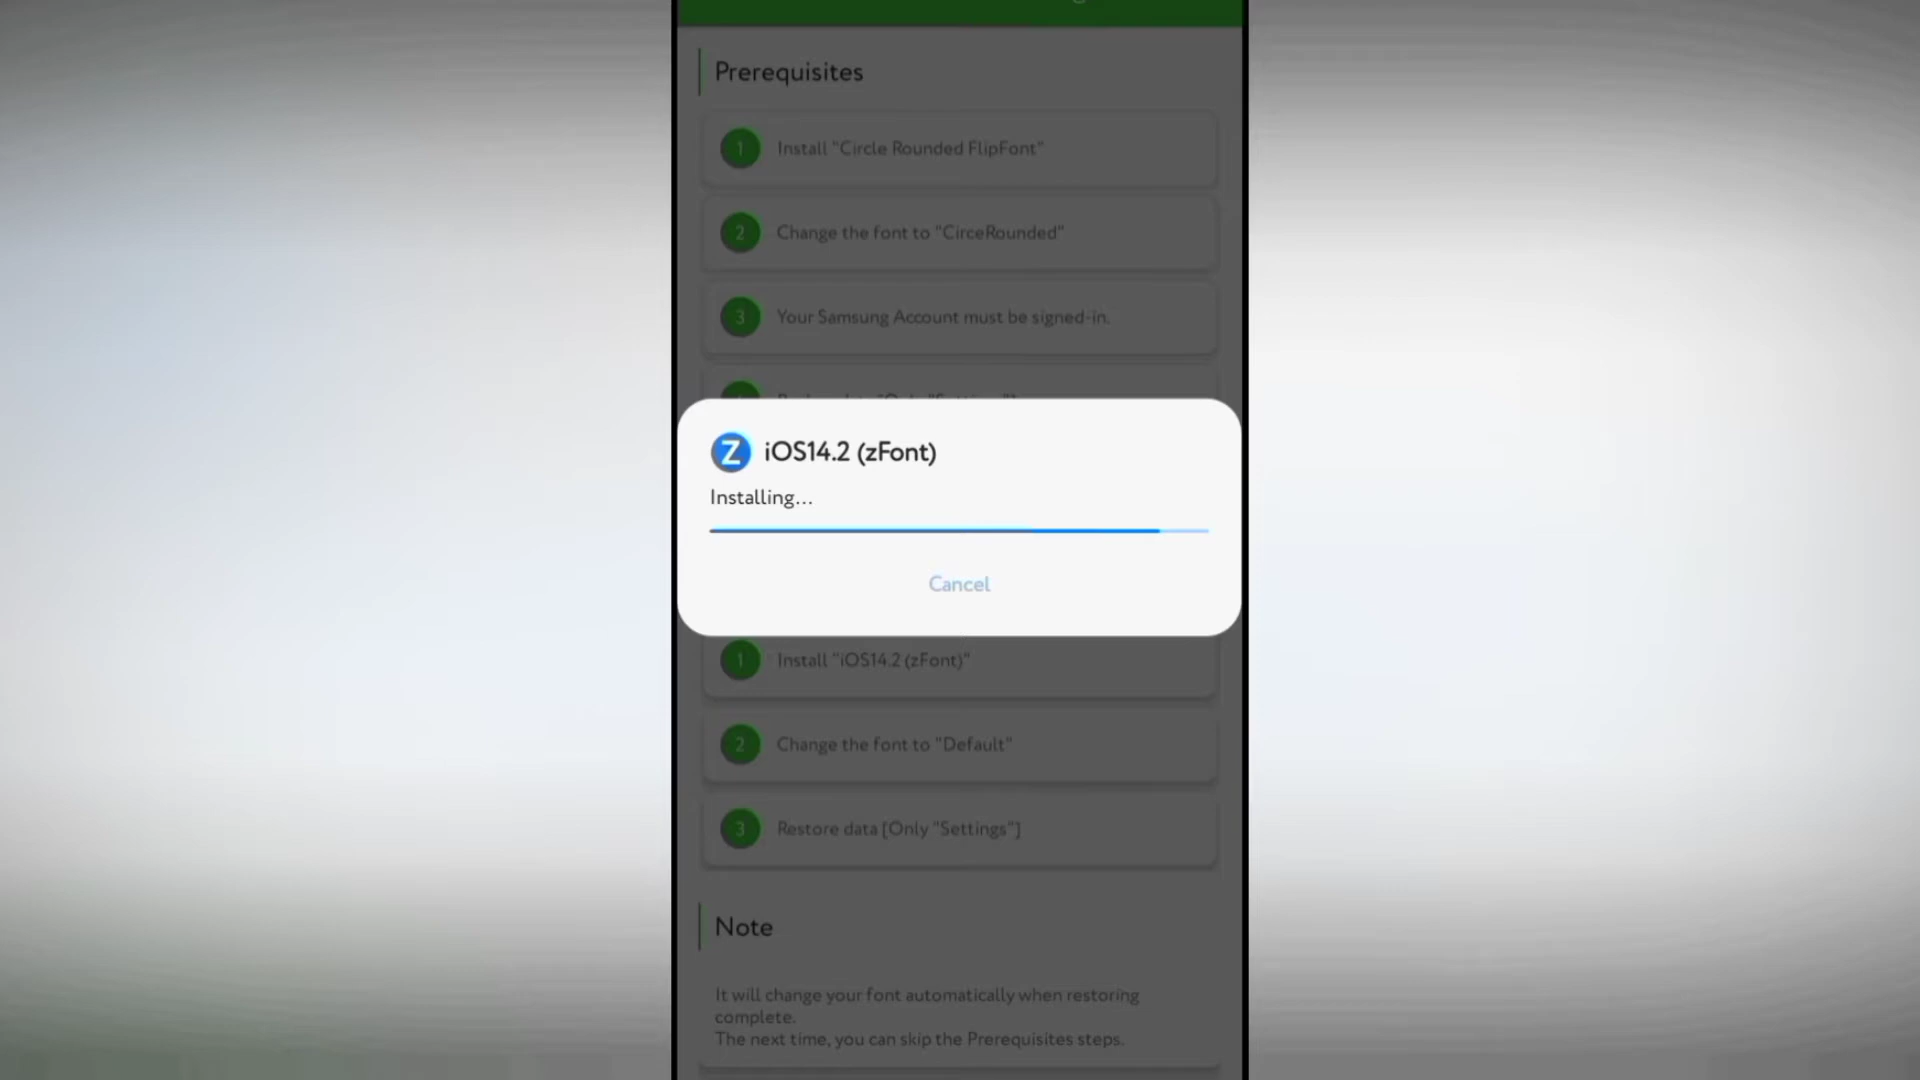 Prerequisites
1 Install "Circle Rounded FlipFont"
2 Change the font to "CirceRounded"
3 Your Samsung Account must be signed-in.
Z iOS14.2 (zFont)
Installing...
Cancel
1 Install "iOS14.2 (zFont)"
2 Change the font to "Default"
3 Restore data [Only "Settings"]
Note
It will change your font automatically when restoring
complete.
The next time, you can skip the Prerequisites steps.